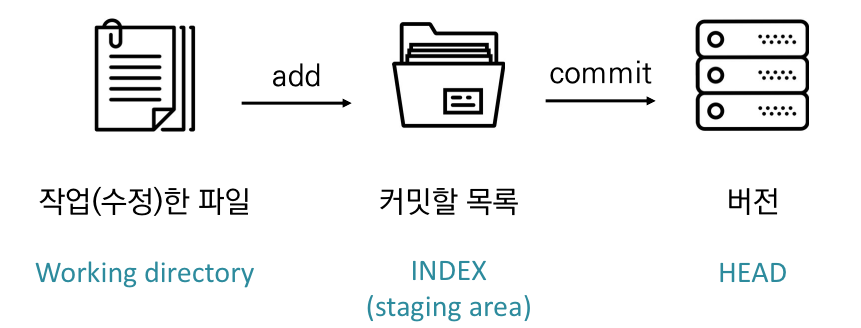 add
commit
작업(수정)한 파일
커밋할 목록
버전
Working directory
INDEX
(staging area)
HEAD